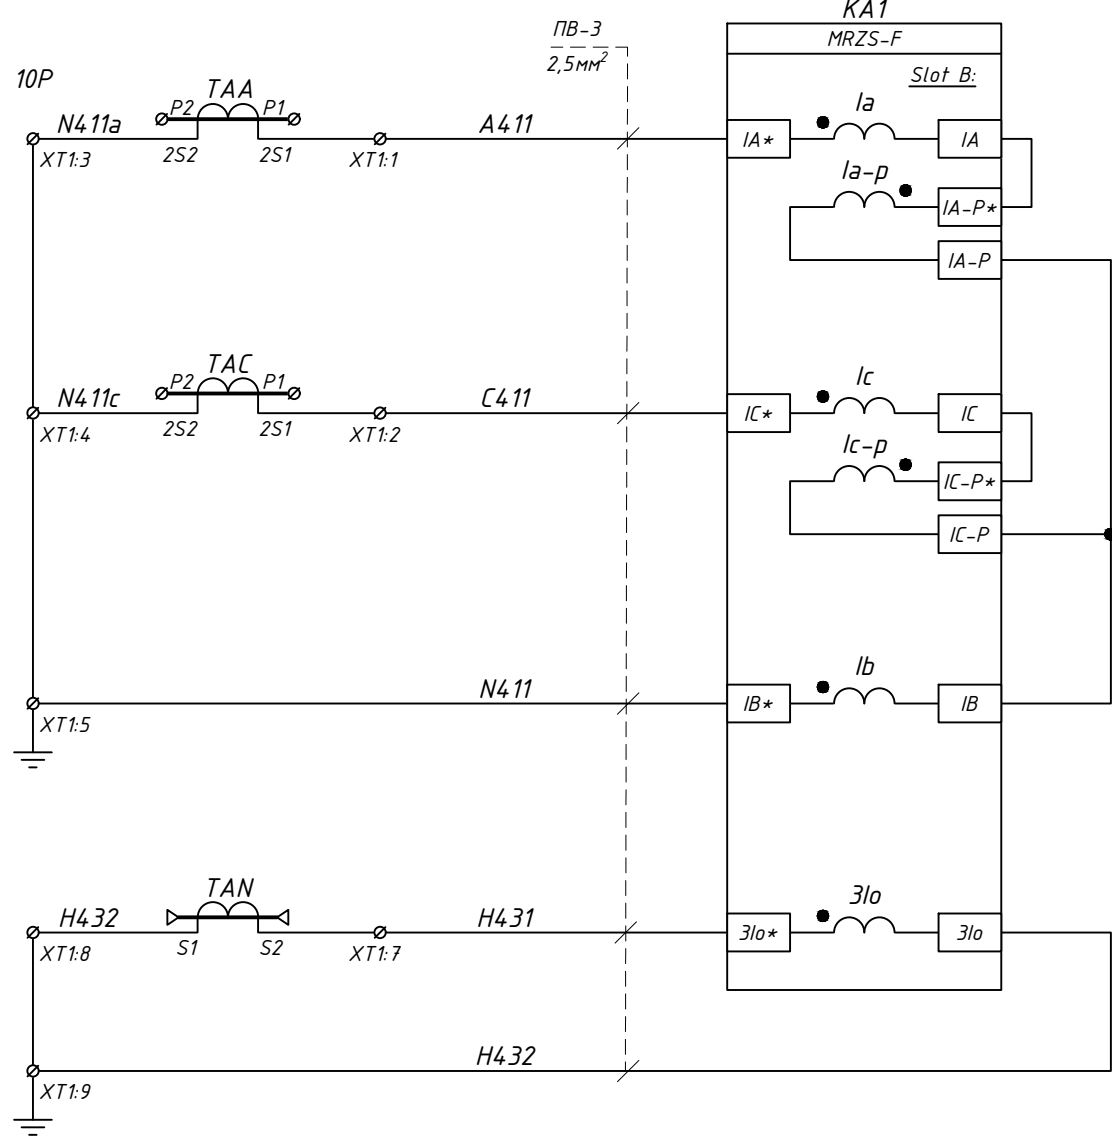 KA1
MRZS-F
Slot B:
ПВ-3
2,5мм²
10P
TAA
P2 P1
N411a
2S2 2S1
XT1:3
XT1:1
A411
IA*
Ia
IA
Ia-p
IA-P*
IA-P
TAC
P2 P1
N411c
2S2 2S1
XT1:4
XT1:2
C411
IC*
Ic
IC
Ic-p
IC-P*
IC-P
N411
XT1:5
IB*
Ib
IB
TAN
H432
S1 S2
XT1:8
XT1:7
H431
3Io*
3Io
3Io
H432
XT1:9